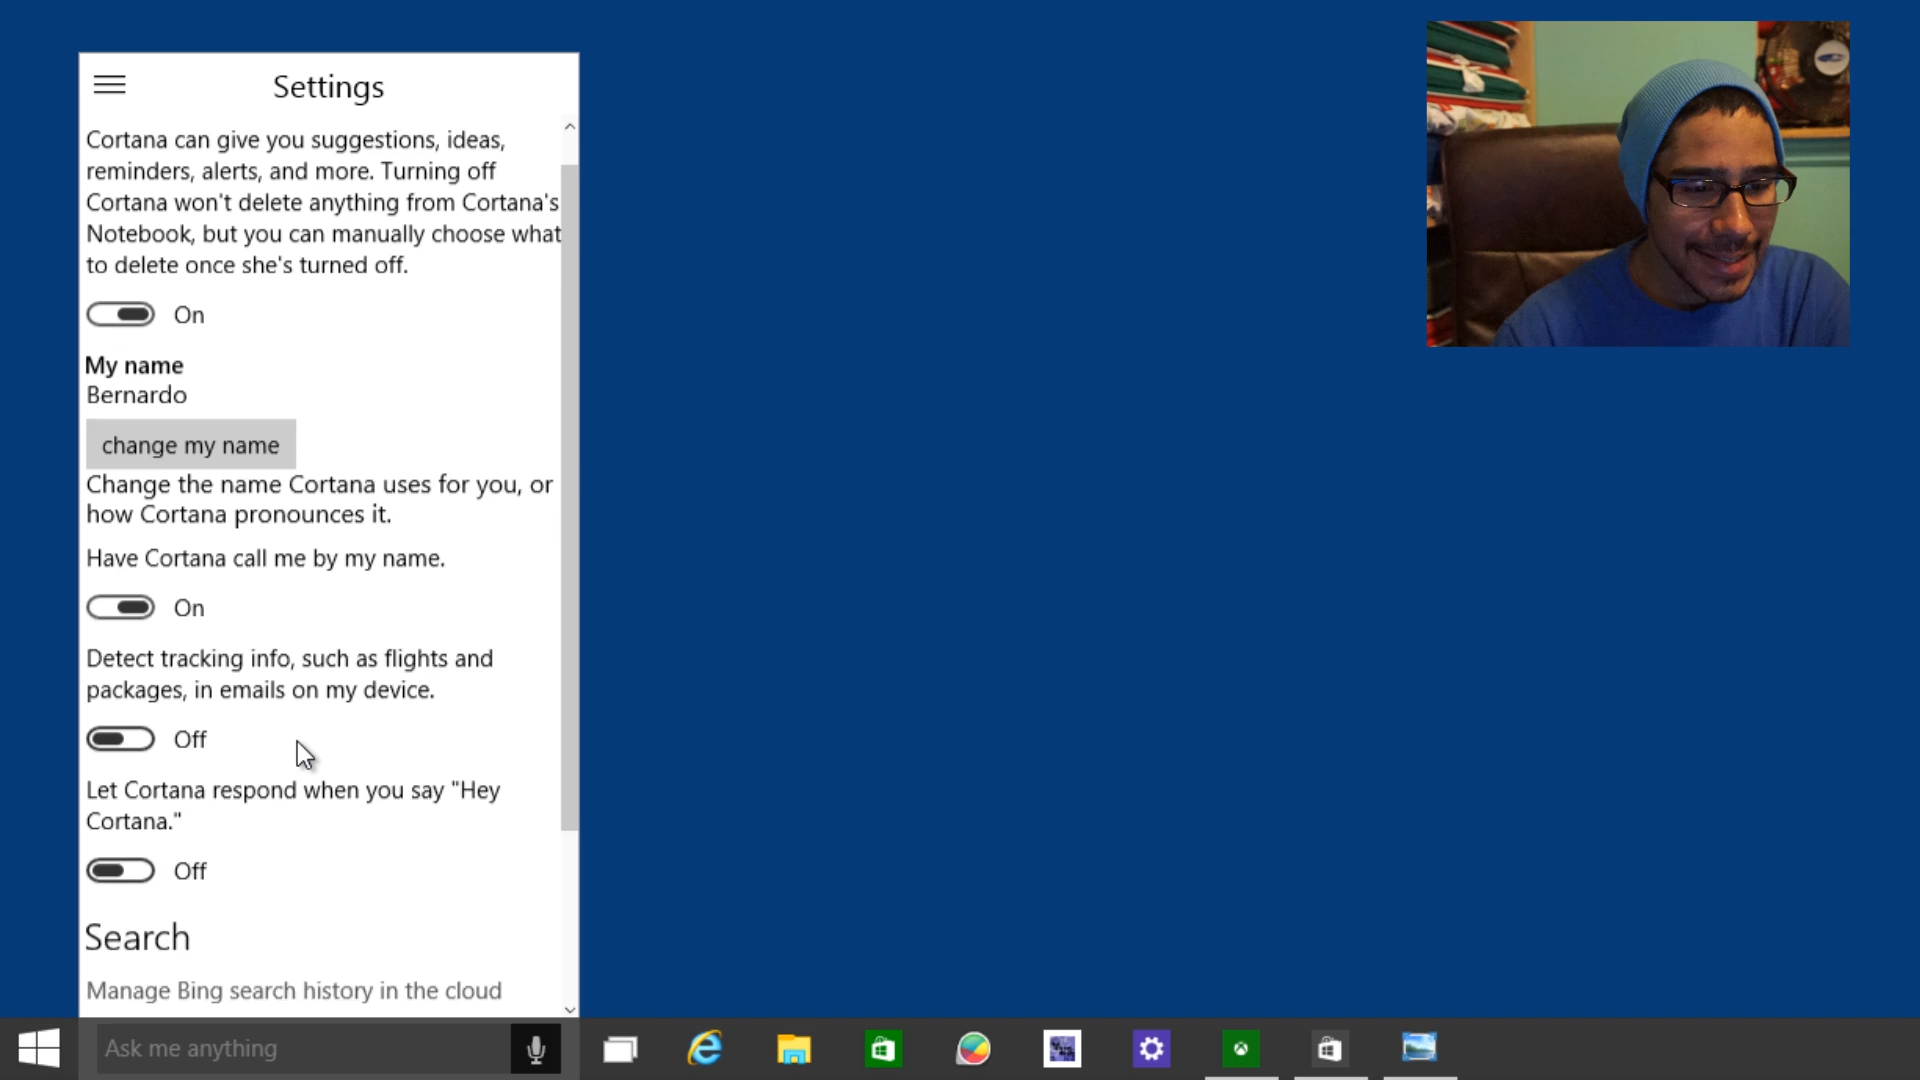 Settings
Cortana can give you suggestions, ideas,
reminders, alerts, and more. Turning off
Cortana won't delete anything from Cortana's
Notebook, but you can manually choose what
to delete once she's turned off.
On
My name
Bernardo
change my name
Change the name Cortana uses for you, or
how Cortana pronounces it.
Have Cortana call me by my name.
On
Detect tracking info, such as flights and
packages, in emails on my device.
Off
Let Cortana respond when you say "Hey
Cortana."
Off
Search
Manage Bing search history in the cloud
Ask me anything